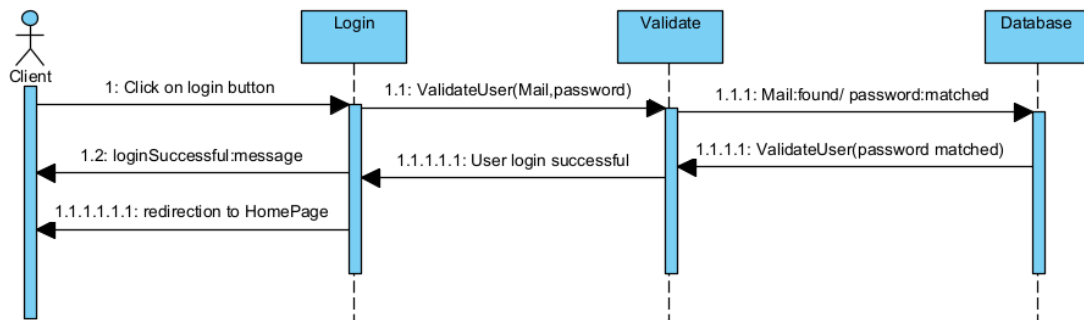 Login
Validate
Database
Client
1: Click on login button
1.1: ValidateUser(Mail,password)
1.1.1: Mail:found/ password:matched
1.2: loginSuccessful:message
1.1.1.1.1: User login successful
1.1.1.1: ValidateUser(password matched)
1.1.1.1.1.1: redirection to HomePage